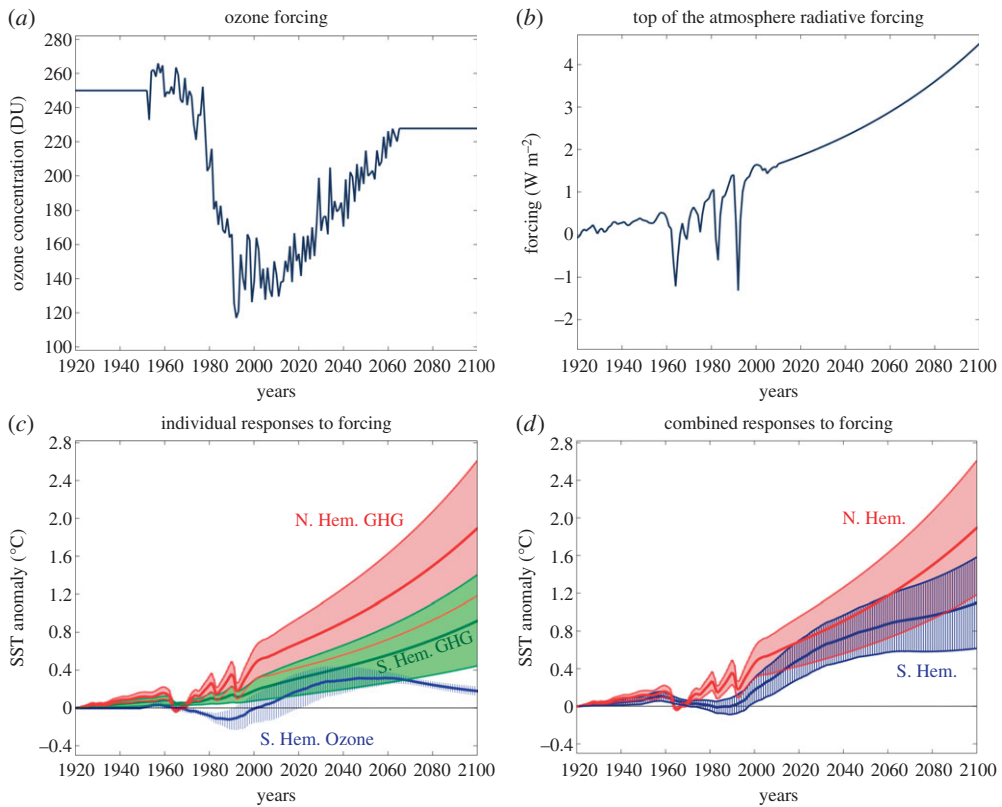 (a) ozone forcing
280
260
240
220
200
180
160
140
120
100
ozone concentration (DU)
1920 1940 1960 1980 2000 2020 2040 2060 2080 2100
years
(b) top of the atmosphere radiative forcing
4
3
2
1
0
−1
−2
forcing (W m−2)
1920 1940 1960 1980 2000 2020 2040 2060 2080 2100
years
(c) individual responses to forcing
2.8
2.4
2.0
1.6
1.2
0.8
0.4
0
−0.4
SST anomaly (°C)
N. Hem. GHG
S. Hem. GHG
S. Hem. Ozone
1920 1940 1960 1980 2000 2020 2040 2060 2080 2100
years
(d) combined responses to forcing
2.8
2.4
2.0
1.6
1.2
0.8
0.4
0
−0.4
SST anomaly (°C)
N. Hem.
S. Hem.
1920 1940 1960 1980 2000 2020 2040 2060 2080 2100
years